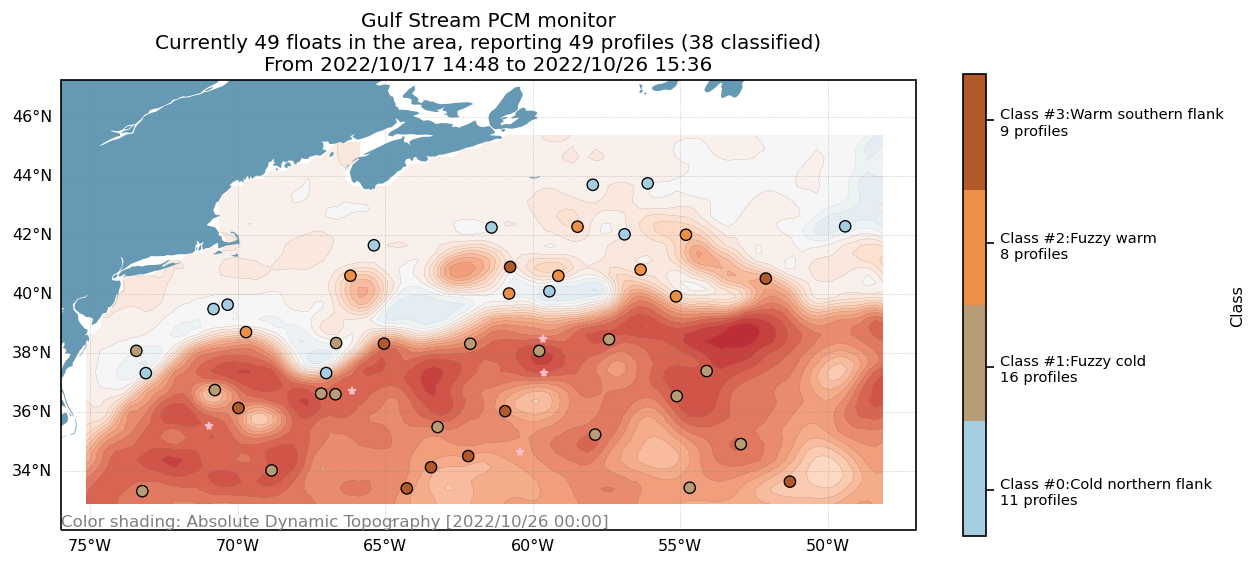 Gulf Stream PCM monitor
Currently 49 floats in the area, reporting 49 profiles (38 classified)
From 2022/10/17 14:48 to 2022/10/26 15:36
46°N
44°N
42°N
40°N
38°N
36°N
34°N
Color shading: Absolute Dynamic Topography [2022/10/26 00:00]
75°W
70°W
65°W
60°W
55°W
50°W
Class #3:Warm southern flank
9 profiles
Class #2:Fuzzy warm
8 profiles
Class #1:Fuzzy cold
16 profiles
Class #0:Cold northern flank
11 profiles
Class